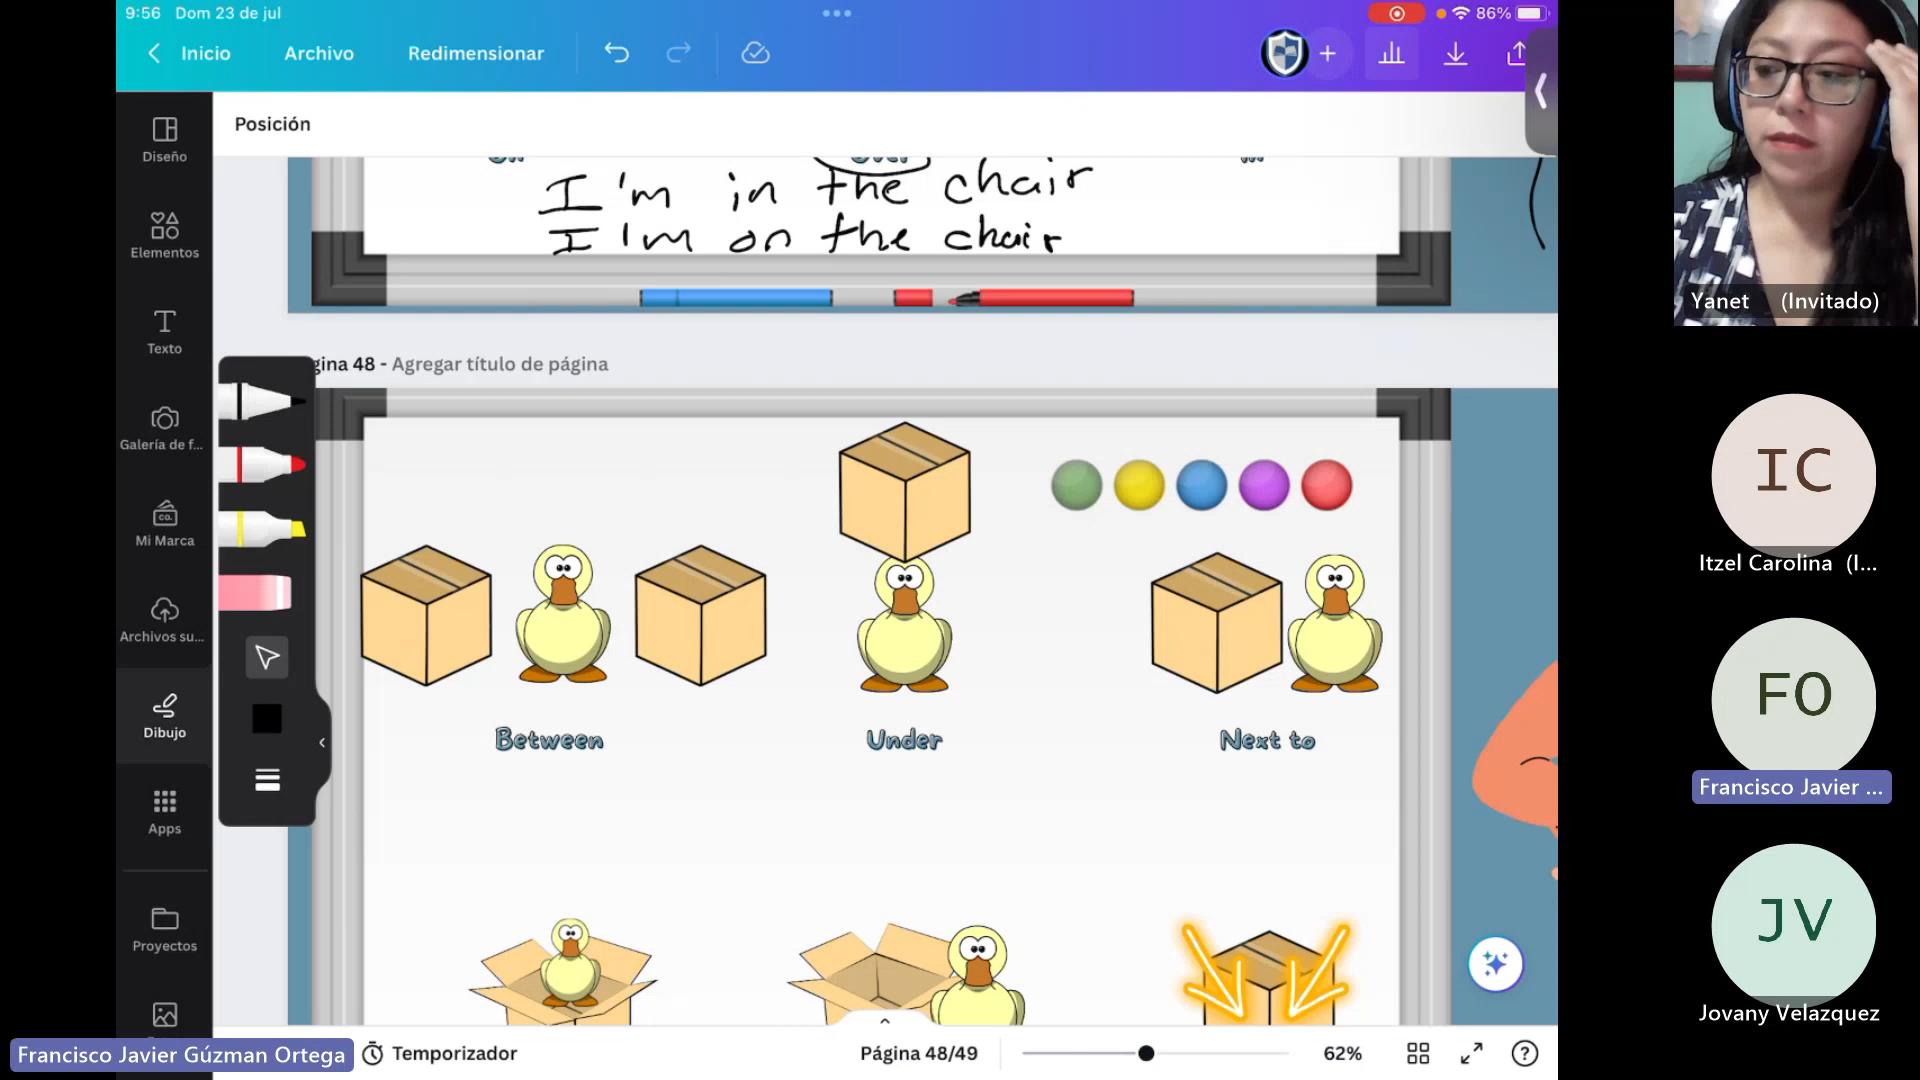 9:56 Dom 23 de jul
86%
Inicio
Archivo
Redimensionar
Posición
Diseño
Elementos
Texto
Galería de f...
CO.
Mi Marca
Archivos su...
Dibujo
Apps
Proyectos
I'm in the chair
I'm on the chair
gina 48 - Agregar título de página
Between
Under
Next to
Temporizador
Página 48/49
62%
?
Francisco Javier Gúzman Ortega
Yanet (Invitado)
IC
Itzel Carolina (I...
FO
Francisco Javier ...
JV
Jovany Velazquez